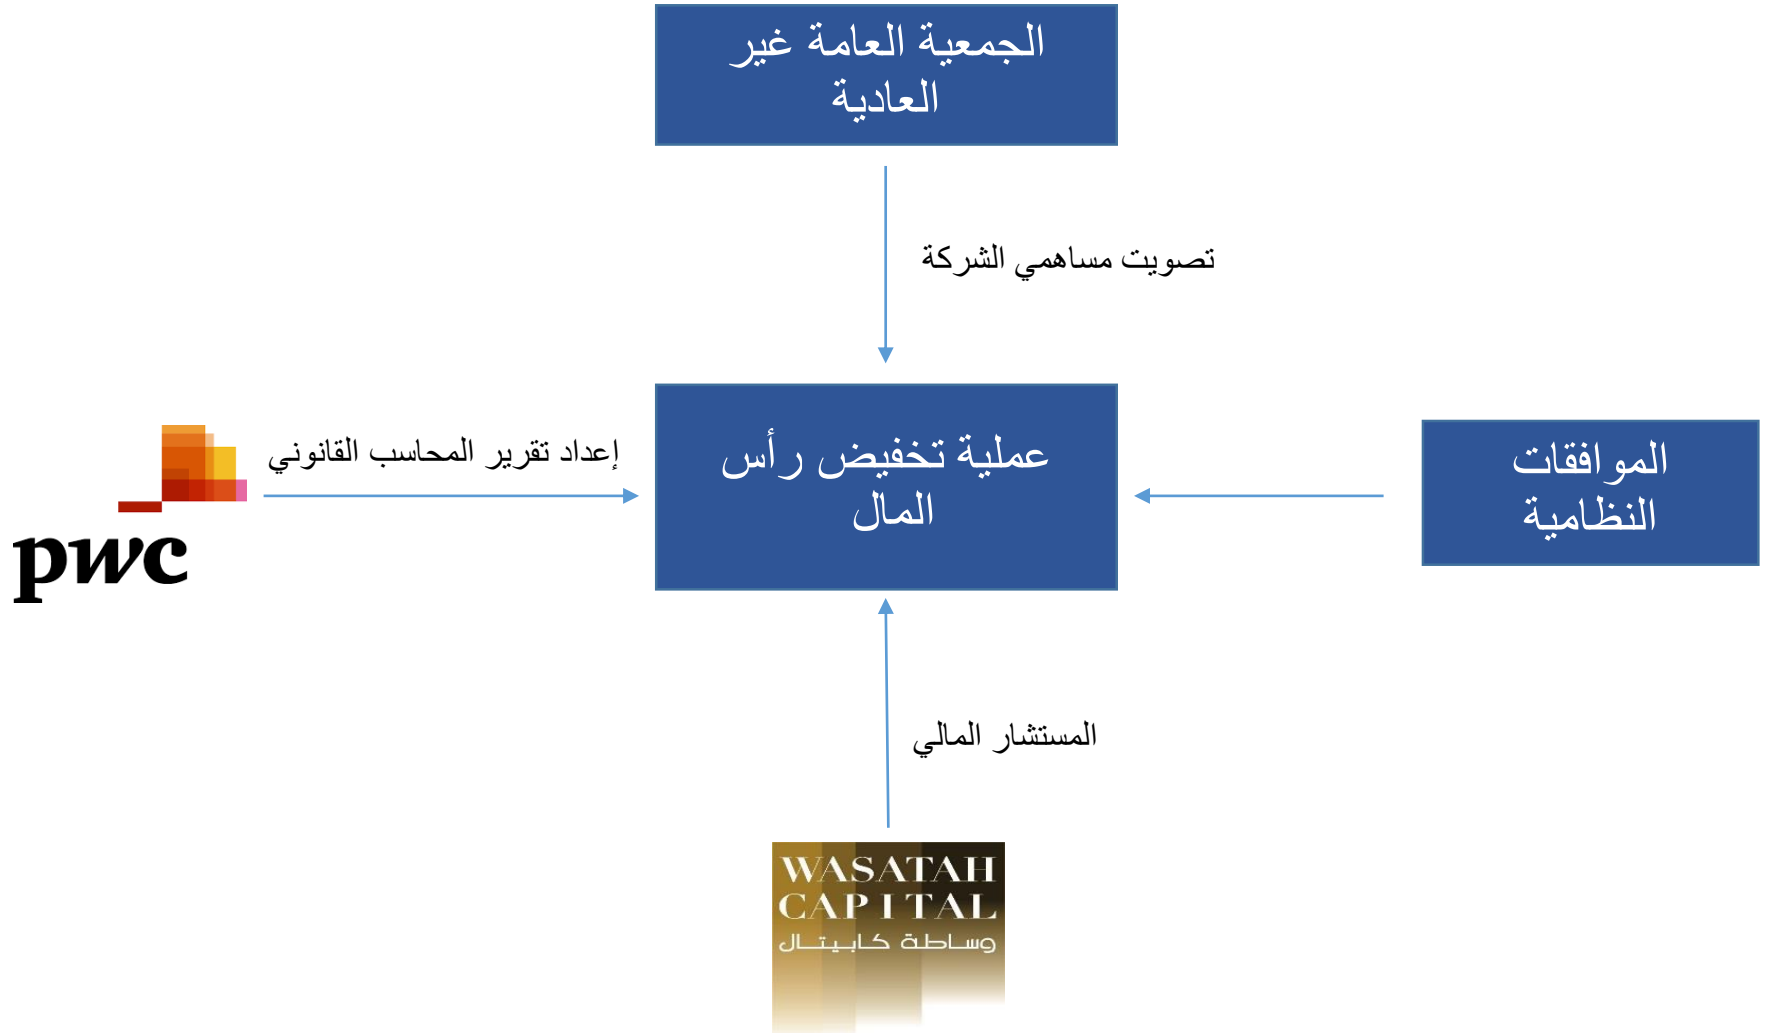 الجمعية العامة غير
العادية
تصويت مساهمي الشركة
إعداد تقرير المحاسب القانوني
pwc
عملية تخفيض رأس
المال
الموافقات
النظامية
المستشار المالي
WASATAH
CAPITAL
وساطة كابيتال